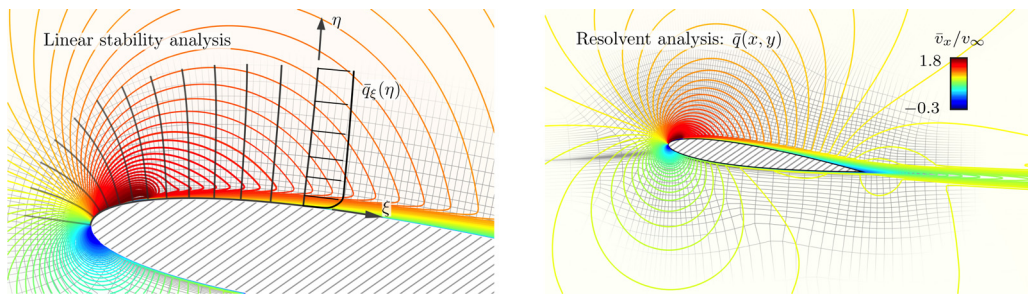 Linear stability analysis
η
q̄ξ(η)
ξ
Resolvent analysis: q̄(x, y)
v̄x/v∞
1.8
−0.3